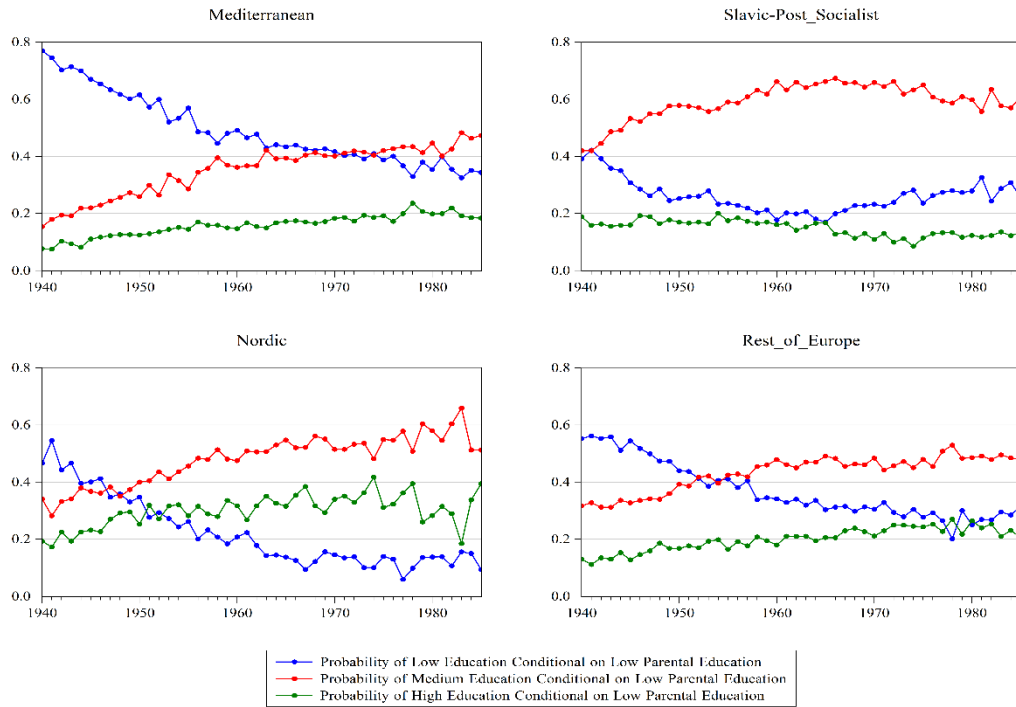 Mediterranean
0.8
0.6
0.4
0.2
0.0
1940 1950 1960 1970 1980
Slavic-Post_Socialist
0.8
0.6
0.4
0.2
0.0
1940 1950 1960 1970 1980
Nordic
0.8
0.6
0.4
0.2
0.0
1940 1950 1960 1970 1980
Rest_of_Europe
0.8
0.6
0.4
0.2
0.0
1940 1950 1960 1970 1980
Probability of Low Education Conditional on Low Parental Education
Probability of Medium Education Conditional on Low Parental Education
Probability of High Education Conditional on Low Parental Education